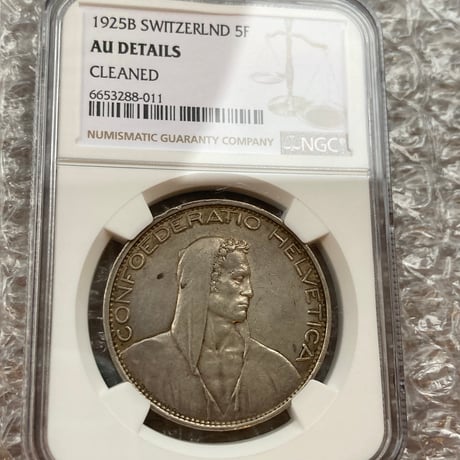 1925B SWITZERLND 5F
AU DETAILS
CLEANED
6653288-011
NUMISMATIC GUARANTY COMPANY
NGC
CONFOEDERATIO HELVETICA